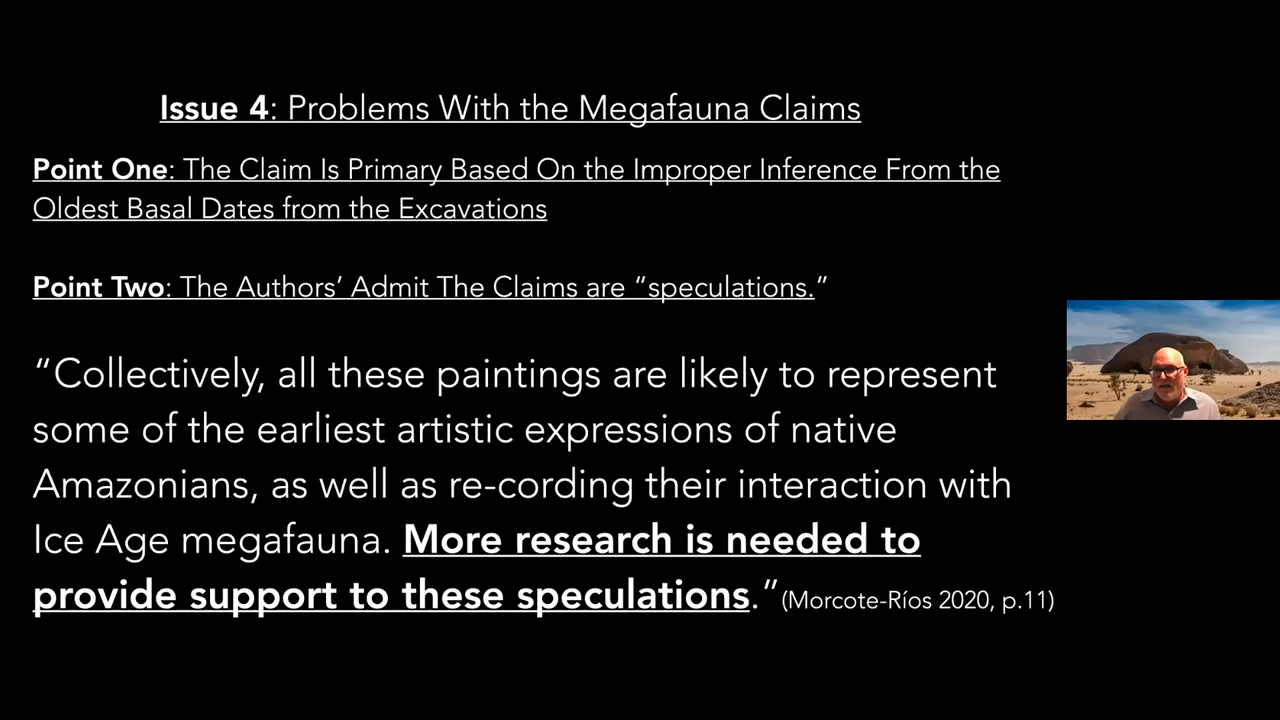 Issue 4: Problems With the Megafauna Claims
Point One: The Claim Is Primary Based On the Improper Inference From the
Oldest Basal Dates from the Excavations
Point Two: The Authors’ Admit The Claims are “speculations.”
“Collectively, all these paintings are likely to represent
some of the earliest artistic expressions of native
Amazonians, as well as re-cording their interaction with
Ice Age megafauna. More research is needed to
provide support to these speculations.” (Morcote-Ríos 2020, p.11)